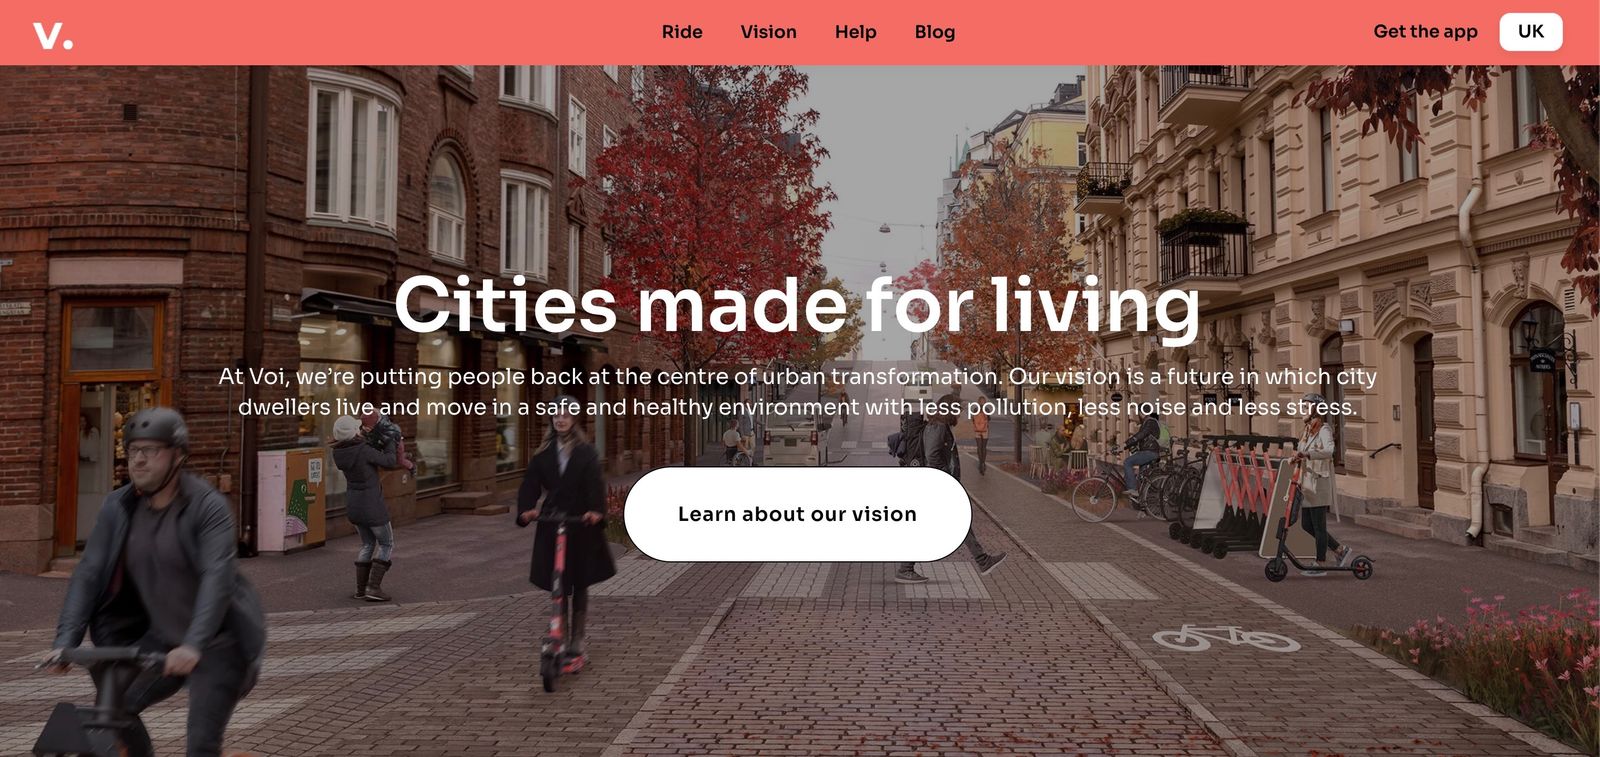 V.
Ride Vision Help Blog
Get the app UK
Cities made for living
At Voi, we’re putting people back at the centre of urban transformation. Our vision is a future in which city
dwellers live and move in a safe and healthy environment with less pollution, less noise and less stress.
Learn about our vision